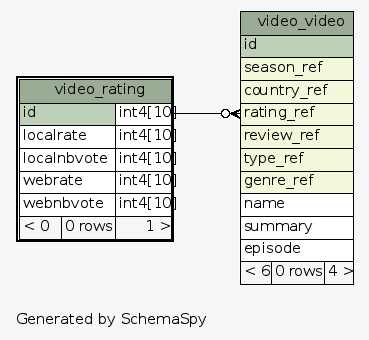 video_rating
id int4[10]
localrate int4[10]
localnbvote int4[10]
webrate int4[10]
webnbvote int4[10]
< 0 0 rows 1 >
video_video
id
season_ref
country_ref
rating_ref
review_ref
type_ref
genre_ref
name
summary
episode
< 6 0 rows 4 >
Generated by SchemaSpy